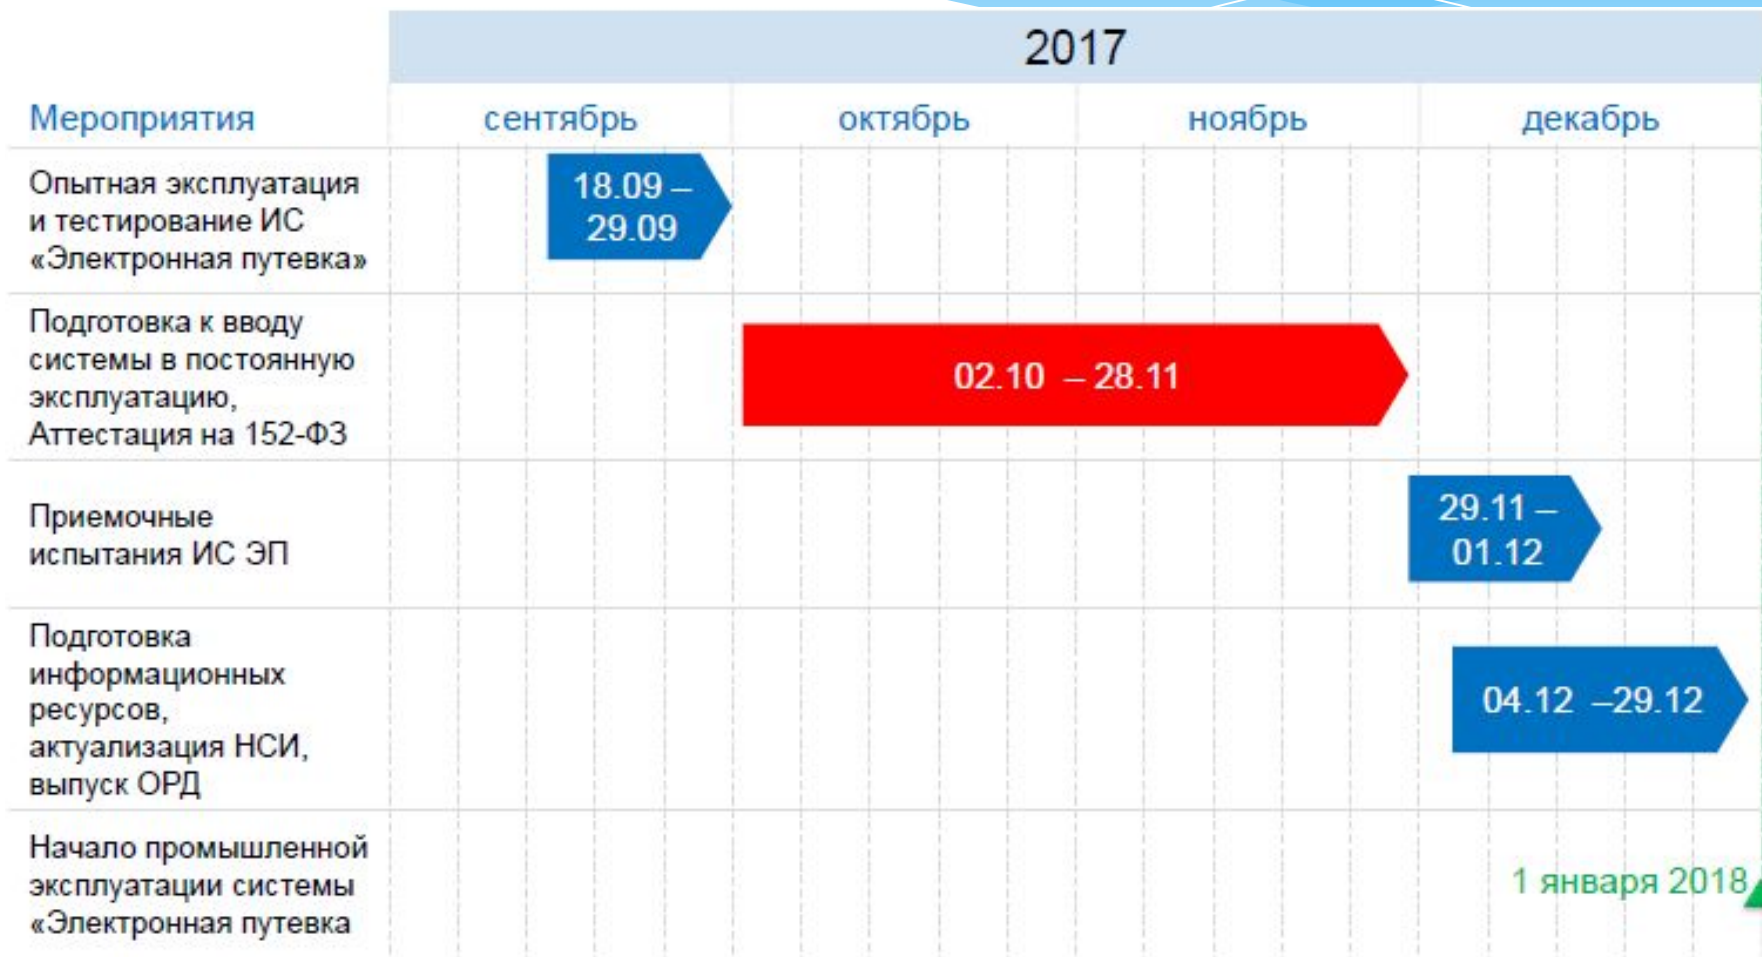 2017
Мероприятия сентябрь октябрь ноябрь декабрь
Опытная эксплуатация
и тестирование ИС
«Электронная путевка»
18.09 –
29.09
Подготовка к вводу
системы в постоянную
эксплуатацию,
Аттестация на 152-ФЗ
02.10 – 28.11
Приемочные
испытания ИС ЭП
29.11 –
01.12
Подготовка
информационных
ресурсов,
актуализация НСИ,
выпуск ОРД
04.12 –29.12
Начало промышленной
эксплуатации системы
«Электронная путевка
1 января 2018